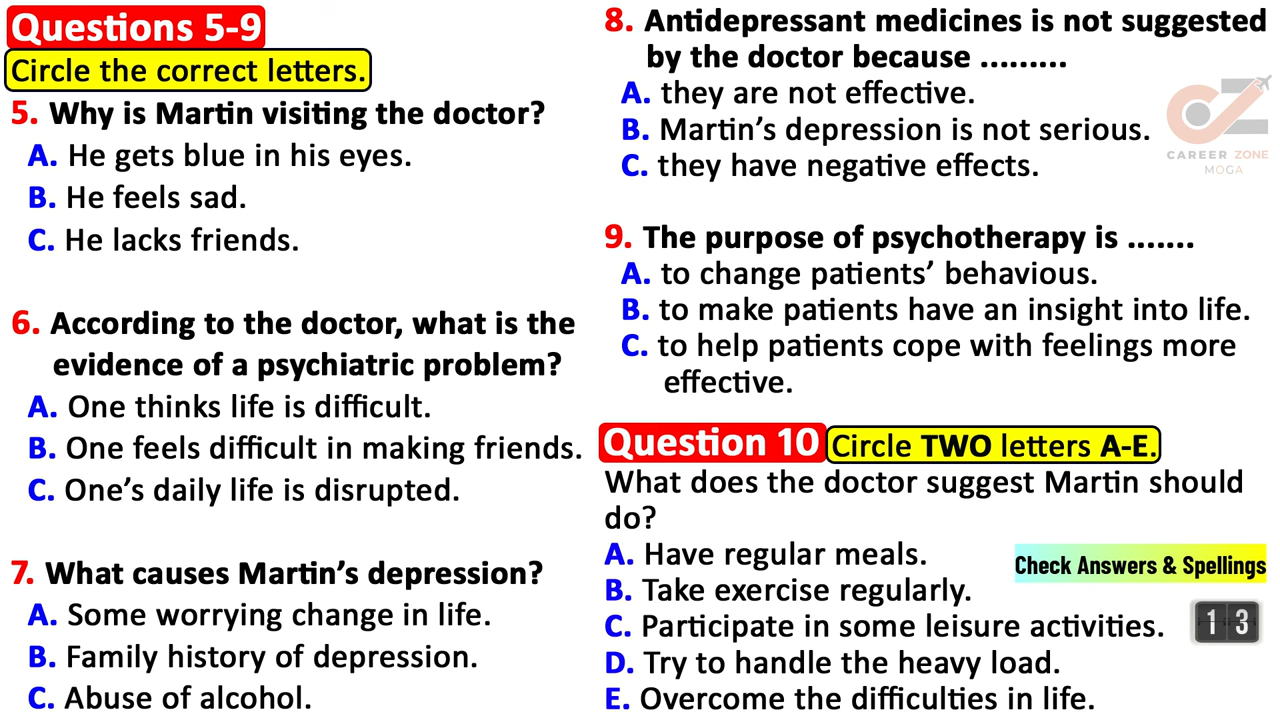 Questions 5-9
Circle the correct letters.
5. Why is Martin visiting the doctor?
A. He gets blue in his eyes.
B. He feels sad.
C. He lacks friends.
6. According to the doctor, what is the
evidence of a psychiatric problem?
A. One thinks life is difficult.
B. One feels difficult in making friends.
C. One's daily life is disrupted.
7. What causes Martin's depression?
A. Some worrying change in life.
B. Family history of depression.
C. Abuse of alcohol.
8. Antidepressant medicines is not suggested
by the doctor because .........
A. they are not effective.
B. Martin's depression is not serious.
C. they have negative effects.
CAREER ZONE
MOGA
9. The purpose of psychotherapy is .......
A. to change patients' behavious.
B. to make patients have an insight into life.
C. to help patients cope with feelings more
effective.
Question 10 Circle TWO letters A-E.
What does the doctor suggest Martin should
do?
A. Have regular meals.
B. Take exercise regularly.
C. Participate in some leisure activities.
D. Try to handle the heavy load.
E. Overcome the difficulties in life.
Check Answers & Spellings
13